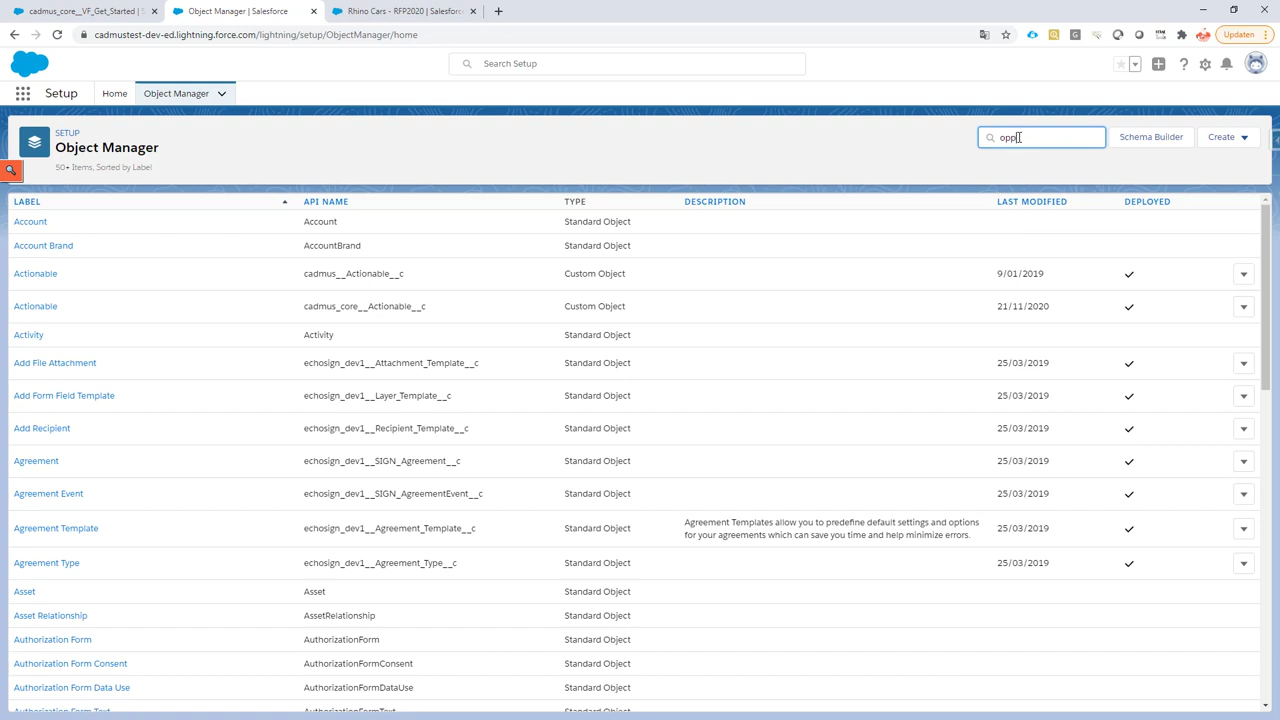 cadmus_core__VF_Get_Started | S
Object Manager | Salesforce
Rhino Cars - RFP2020 | Salesforce
cadmustest-dev-ed.lightning.force.com/lightning/setup/ObjectManager/home
Updaten
Search Setup
Setup
Home
Object Manager
SETUP
Object Manager
50+ Items, Sorted by Label
opp
Schema Builder
Create
LABEL API NAME TYPE DESCRIPTION LAST MODIFIED DEPLOYED
Account Account Standard Object
Account Brand AccountBrand Standard Object
Actionable cadmus__Actionable__c Custom Object 9/01/2019
Actionable cadmus_core__Actionable__c Custom Object 21/11/2020
Activity Activity Standard Object
Add File Attachment echosign_dev1__Attachment_Template__c Standard Object 25/03/2019
Add Form Field Template echosign_dev1__Layer_Template__c Standard Object 25/03/2019
Add Recipient echosign_dev1__Recipient_Template__c Standard Object 25/03/2019
Agreement echosign_dev1__SIGN_Agreement__c Standard Object 25/03/2019
Agreement Event echosign_dev1__SIGN_AgreementEvent__c Standard Object 25/03/2019
Agreement Template echosign_dev1__Agreement_Template__c Standard Object Agreement Templates allow you to predefine default settings and options 25/03/2019
for your agreements which can save you time and help minimize errors.
Agreement Type echosign_dev1__Agreement_Type__c Standard Object 25/03/2019
Asset Asset Standard Object
Asset Relationship AssetRelationship Standard Object
Authorization Form AuthorizationForm Standard Object
Authorization Form Consent AuthorizationFormConsent Standard Object
Authorization Form Data Use AuthorizationFormDataUse Standard Object
Authorization Form Text AuthorizationFormText Standard Object